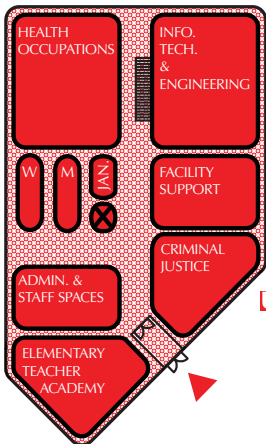 HEALTH
OCCUPATIONS
INFO.
TECH.
&
ENGINEERING
W
M
JAN.
FACILITY
SUPPORT
CRIMINAL
JUSTICE
ADMIN. &
STAFF SPACES
ELEMENTARY
TEACHER
ACADEMY